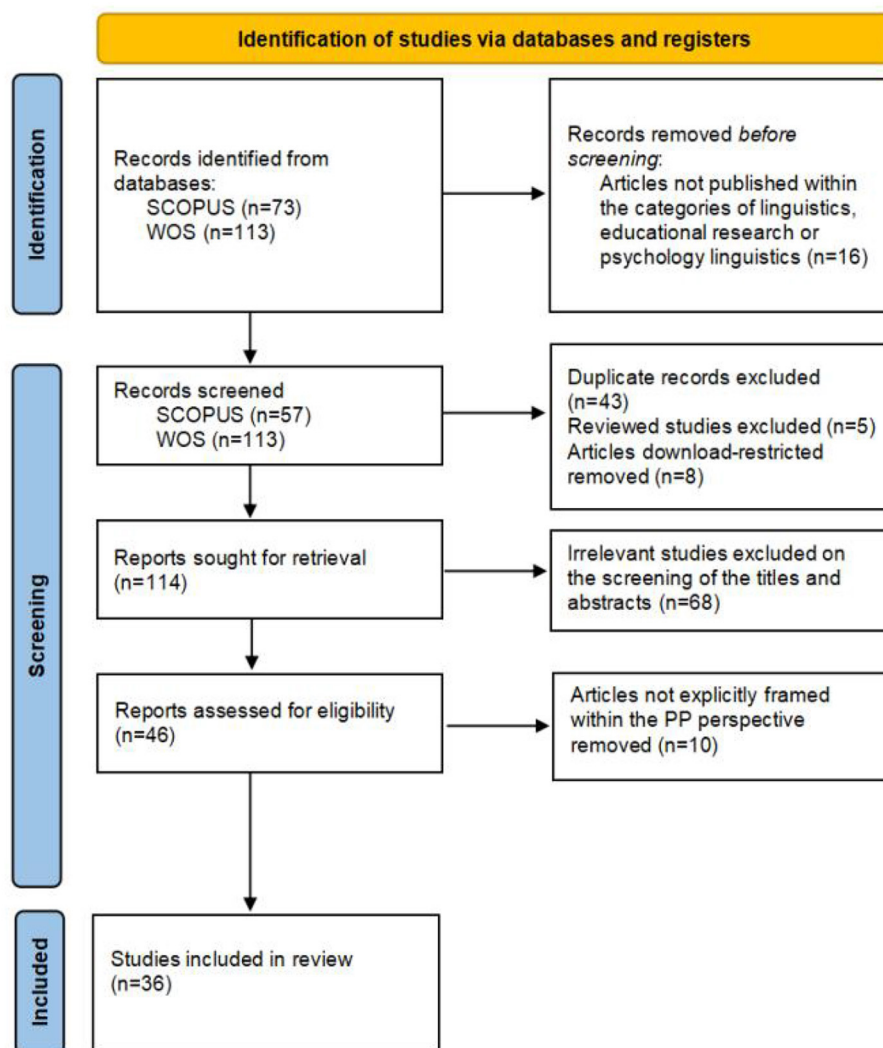 Identification of studies via databases and registers
Identification
Records identified from
databases:
SCOPUS (n=73)
WOS (n=113)
Records removed before
screening:
Articles not published within
the categories of linguistics,
educational research or
psychology linguistics (n=16)
Screening
Records screened
SCOPUS (n=57)
WOS (n=113)
Duplicate records excluded
(n=43)
Reviewed studies excluded (n=5)
Articles download-restricted
removed (n=8)
Reports sought for retrieval
(n=114)
Irrelevant studies excluded on
the screening of the titles and
abstracts (n=68)
Reports assessed for eligibility
(n=46)
Articles not explicitly framed
within the PP perspective
removed (n=10)
Included
Studies included in review
(n=36)